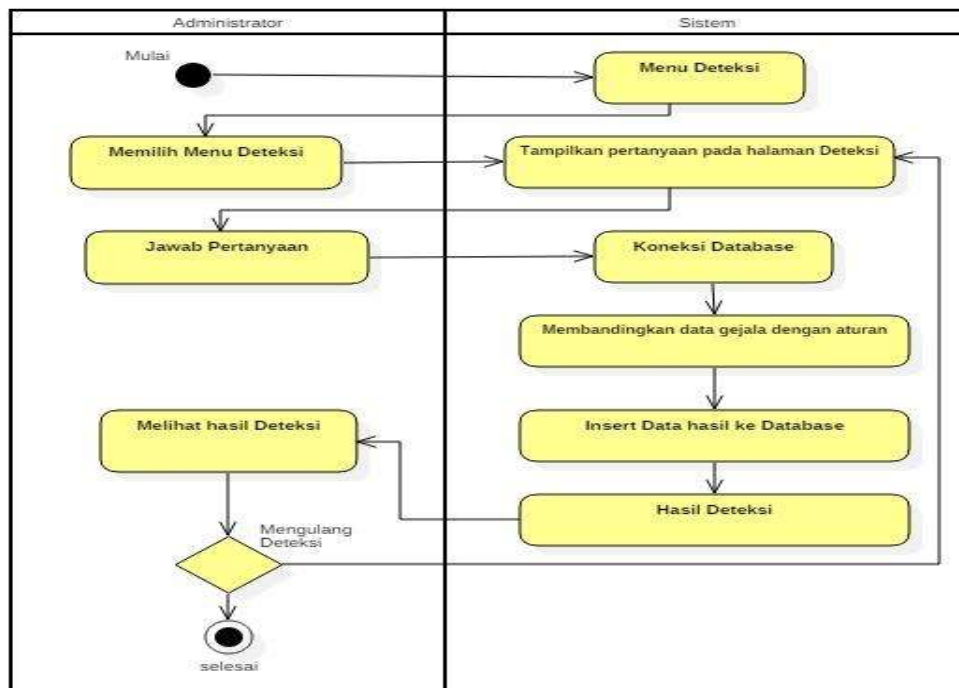 Administrator
Sistem
Mulai
Menu Deteksi
Memilih Menu Deteksi
Tampilkan pertanyaan pada halaman Deteksi
Jawab Pertanyaan
Koneksi Database
Membandingkan data gejala dengan aturan
Melihat hasil Deteksi
Insert Data hasil ke Database
Hasil Deteksi
Mengulang
Deteksi
selesai